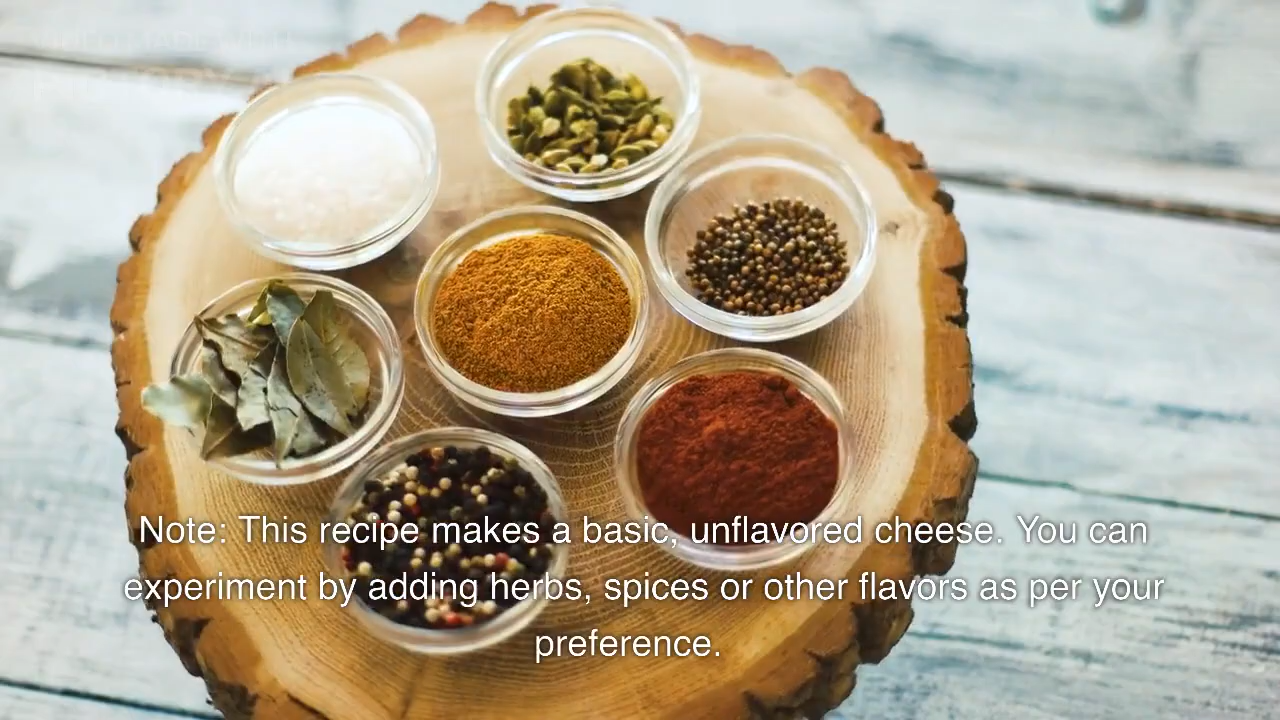 Note: This recipe makes a basic, unflavored cheese. You can
experiment by adding herbs, spices or other flavors as per your
preference.